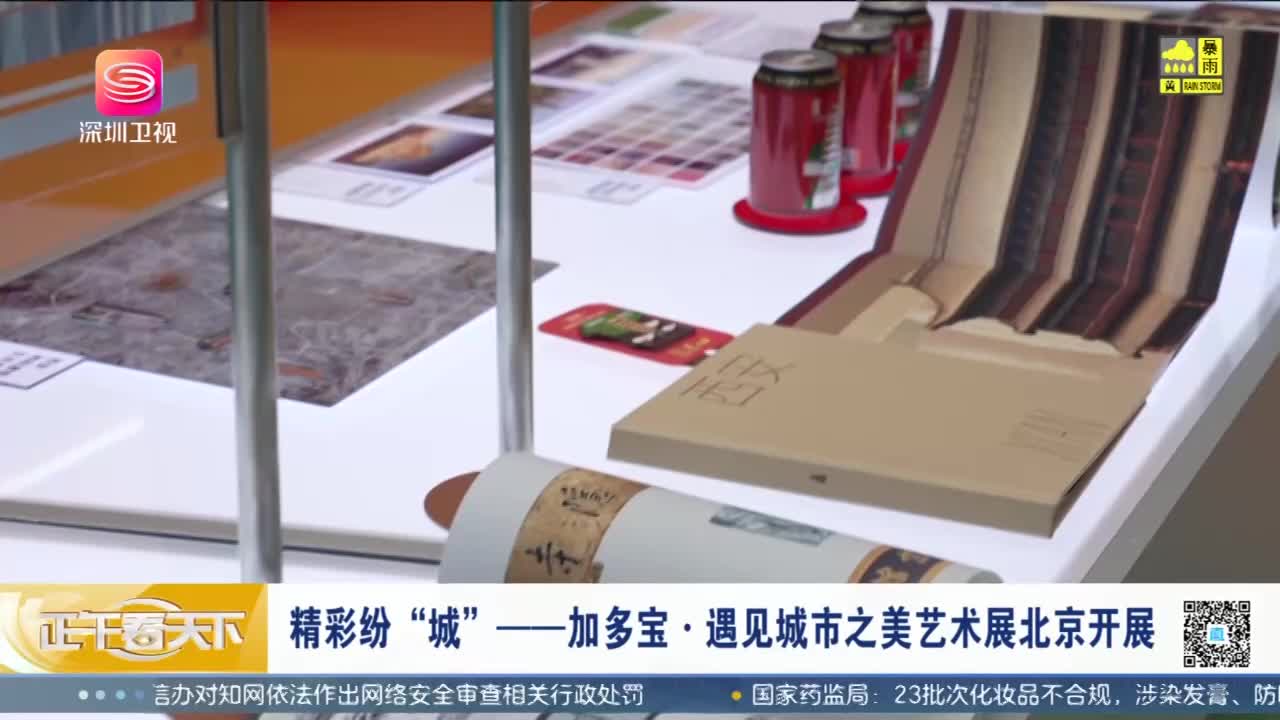 深圳卫视
暴雨
黄
RAIN STORM
正午看天下
精彩纷“城”——加多宝·遇见城市之美艺术展北京开展
信办对知网依法作出网络安全审查相关行政处罚
国家药监局：23批次化妆品不合规，涉染发膏、防